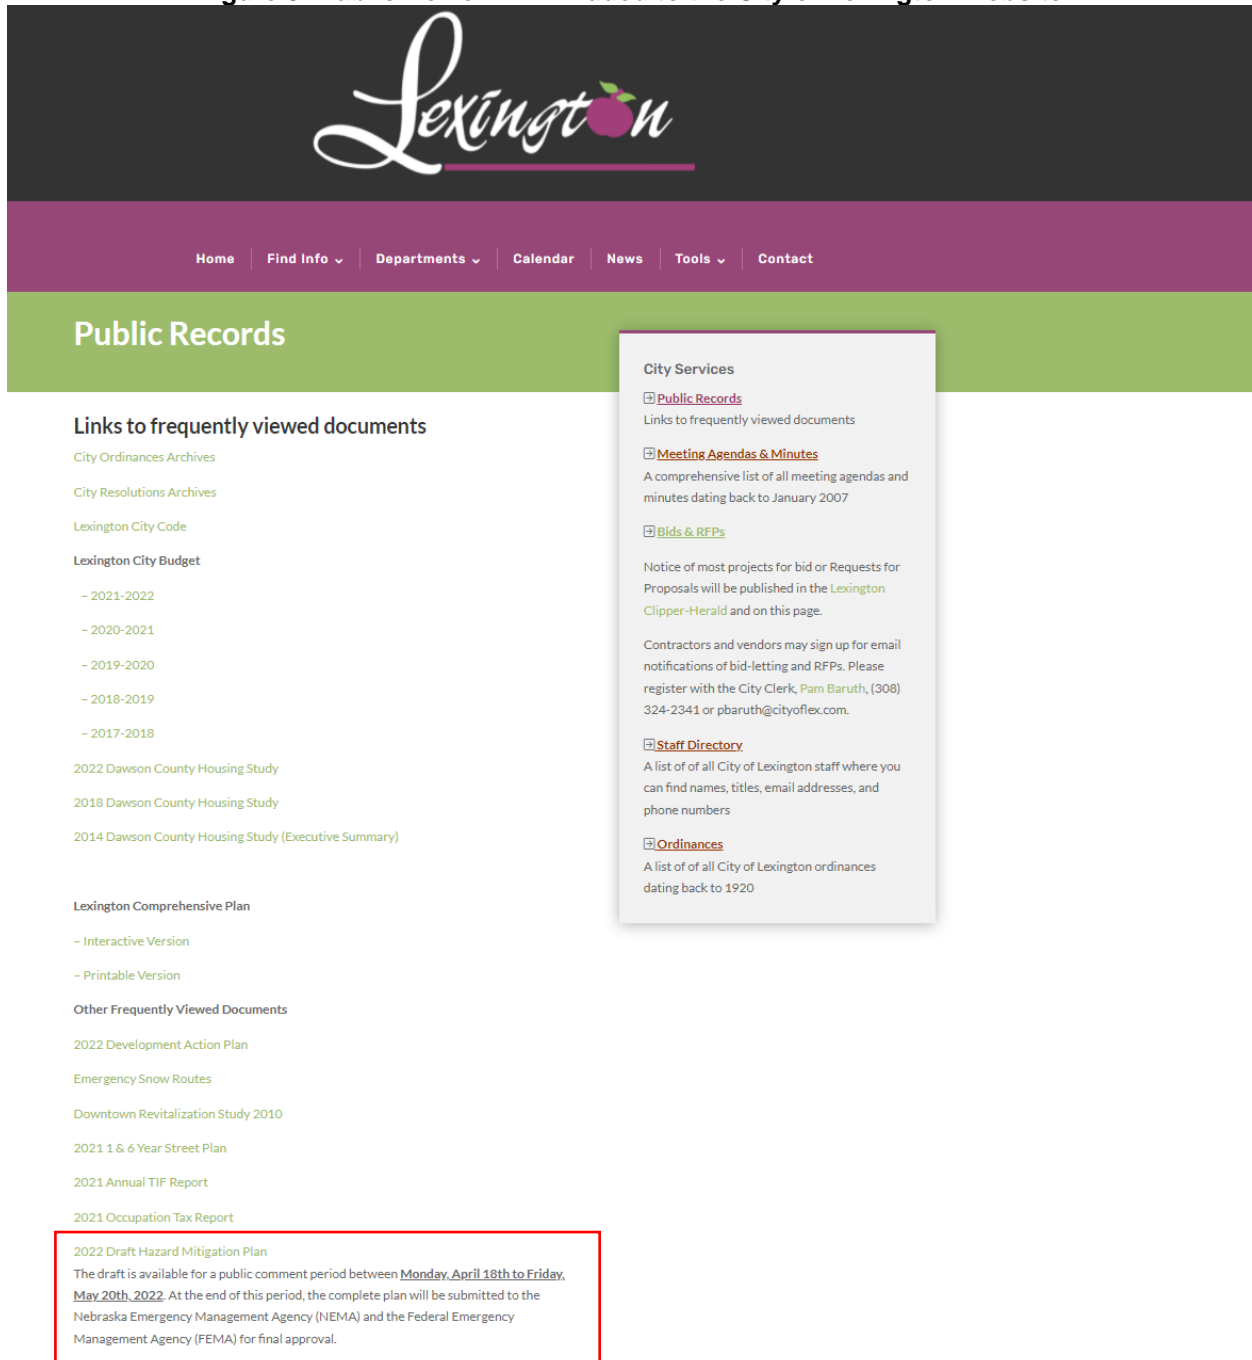 Lexington
Home
Find Info
Departments
Calendar
News
Tools
Contact
Public Records
Links to frequently viewed documents
City Ordinances Archives
City Resolutions Archives
Lexington City Code
Lexington City Budget
– 2021-2022
– 2020-2021
– 2019-2020
– 2018-2019
– 2017-2018
2022 Dawson County Housing Study
2018 Dawson County Housing Study
2014 Dawson County Housing Study (Executive Summary)
Lexington Comprehensive Plan
– Interactive Version
– Printable Version
Other Frequently Viewed Documents
2022 Development Action Plan
Emergency Snow Routes
Downtown Revitalization Study 2010
2021 1 & 6 Year Street Plan
2021 Annual TIF Report
2021 Occupation Tax Report
2022 Draft Hazard Mitigation Plan
The draft is available for a public comment period between Monday, April 18th to Friday,
May 20th, 2022. At the end of this period, the complete plan will be submitted to the
Nebraska Emergency Management Agency (NEMA) and the Federal Emergency
Management Agency (FEMA) for final approval.
City Services
Public Records
Links to frequently viewed documents
Meeting Agendas & Minutes
A comprehensive list of all meeting agendas and
minutes dating back to January 2007
Bids & RFPs
Notice of most projects for bid or Requests for
Proposals will be published in the Lexington
Clipper-Herald and on this page.
Contractors and vendors may sign up for email
notifications of bid-letting and RFPs. Please
register with the City Clerk, Pam Baruth, (308)
324-2341 or pbaruth@cityoflex.com.
Staff Directory
A list of of all City of Lexington staff where you
can find names, titles, email addresses, and
phone numbers
Ordinances
A list of of all City of Lexington ordinances
dating back to 1920